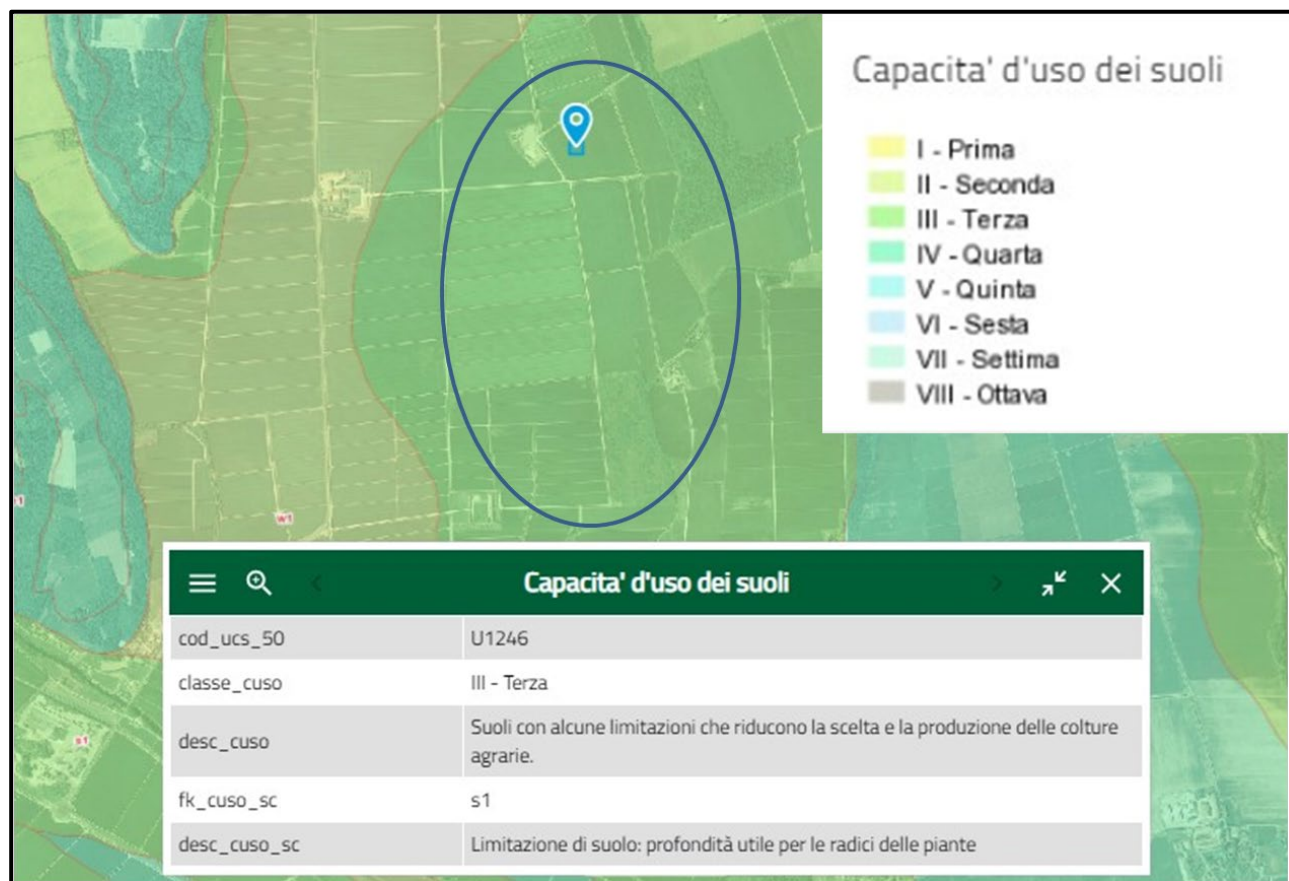 Capacita' d'uso dei suoli
I - Prima
II - Seconda
III - Terza
IV - Quarta
V - Quinta
VI - Sesta
VII - Settima
VIII - Ottava
w1
s1
Capacita' d'uso dei suoli
cod_ucs_50 U1246
classe_cuso III - Terza
desc_cuso Suoli con alcune limitazioni che riducono la scelta e la produzione delle colture
agrarie.
fk_cuso_sc s1
desc_cuso_sc Limitazione di suolo: profondità utile per le radici delle piante